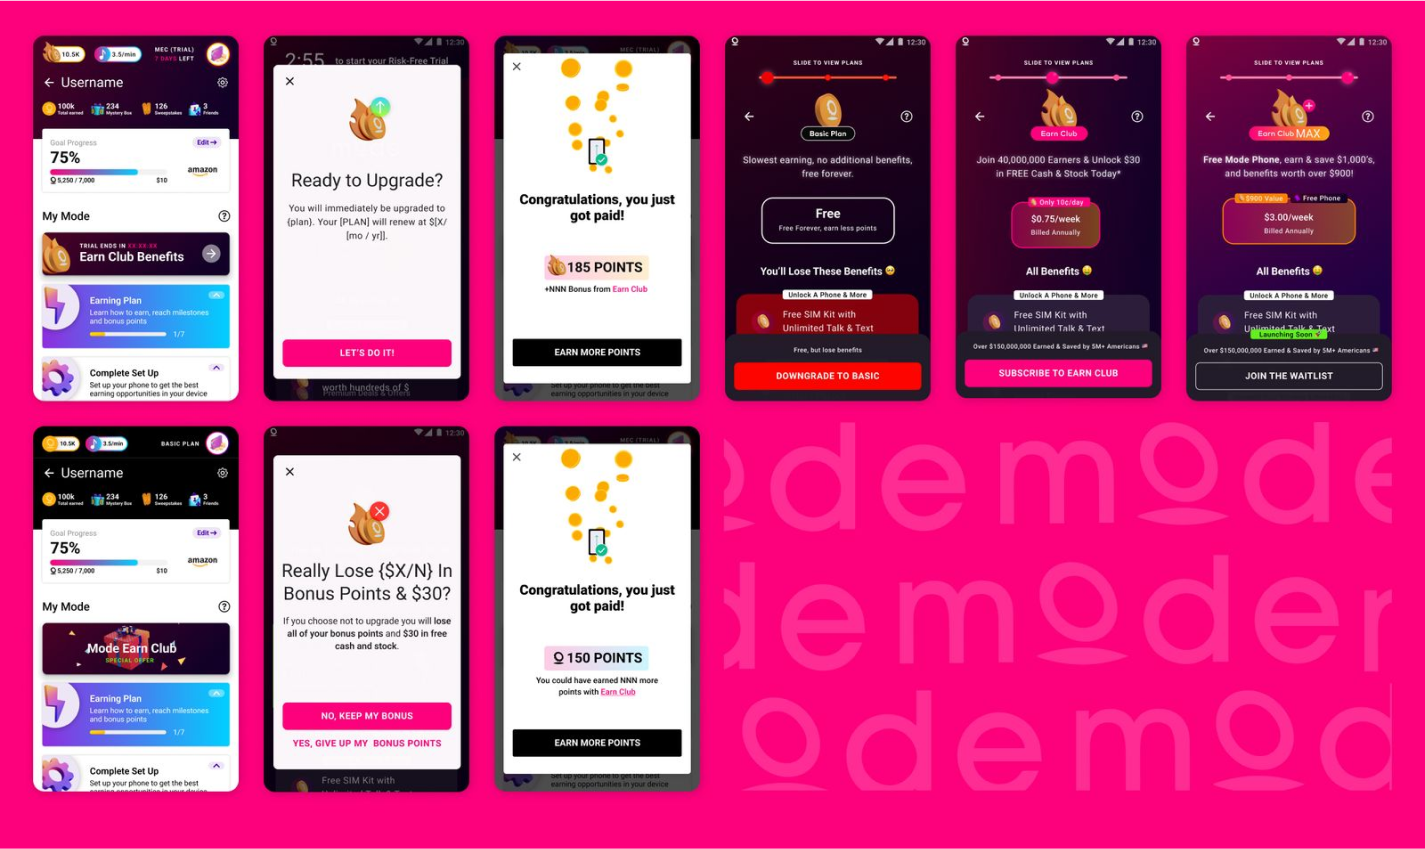 10.5K
3.5/min
MEC (TRIAL)
7 DAYS LEFT
← Username
100k
Total earned
234
Mystery Box
126
Sweepstakes
3
Friends
Goal Progress
Edit →
75%
5,250 / 7,000
$10
amazon
My Mode
TRIAL ENDS IN XX:XX:XX
Earn Club Benefits
Earning Plan
Learn how to earn, reach milestones
and bonus points
1/7
Complete Set Up
Set up your phone to get the best
earning opportunities in your device
12:30
2:55 to start your Risk-Free Trial
Ready to Upgrade?
You will immediately be upgraded to
{plan}. Your [PLAN] will renew at $[X/
[mo / yr]].
LET'S DO IT!
worth hundreds of $
Premium Deals & Offers
MEC (TRIAL)
Congratulations, you just
got paid!
185 POINTS
+NNN Bonus from Earn Club
EARN MORE POINTS
Set up your phone to get the best
earning opportunities in your device
12:30
SLIDE TO VIEW PLANS
Basic Plan
Slowest earning, no additional benefits,
free forever.
Free
Free Forever, earn less points
You'll Lose These Benefits
Unlock A Phone & More
Free SIM Kit with
Unlimited Talk & Text
Free, but lose benefits
DOWNGRADE TO BASIC
12:30
SLIDE TO VIEW PLANS
Earn Club
Join 40,000,000 Earners & Unlock $30
in FREE Cash & Stock Today*
Only 10¢/day
$0.75/week
Billed Annually
All Benefits
Unlock A Phone & More
Free SIM Kit with
Unlimited Talk & Text
Over $150,000,000 Earned & Saved by 5M+ Americans
SUBSCRIBE TO EARN CLUB
12:30
SLIDE TO VIEW PLANS
Earn Club MAX
Free Mode Phone, earn & save $1,000's,
and benefits worth over $900!
$900 Value + Free Phone
$3.00/week
Billed Annually
All Benefits
Unlock A Phone & More
Free SIM Kit with
Unlimited Talk & Text
Launching Soon
Over $150,000,000 Earned & Saved by 5M+ Americans
JOIN THE WAITLIST
10.5K
3.5/min
BASIC PLAN
← Username
100k
Total earned
234
Mystery Box
126
Sweepstakes
3
Friends
Goal Progress
Edit →
75%
5,250 / 7,000
$10
amazon
My Mode
Mode Earn Club
SPECIAL OFFER
Earning Plan
Learn how to earn, reach milestones
and bonus points
1/7
Complete Set Up
Set up your phone to get the best
earning opportunities in your device
12:30
Really Lose {$X/N} In
Bonus Points & $30?
If you choose not to upgrade you will lose
all of your bonus points and $30 in free
cash and stock.
NO, KEEP MY BONUS
YES, GIVE UP MY BONUS POINTS
Free SIM Kit with
Unlimited Talk & Text
MEC (TRIAL)
Congratulations, you just
got paid!
150 POINTS
You could have earned NNN more
points with Earn Club
EARN MORE POINTS
Set up your phone to get the best
earning opportunities in your device
odemode
demoder
odemod